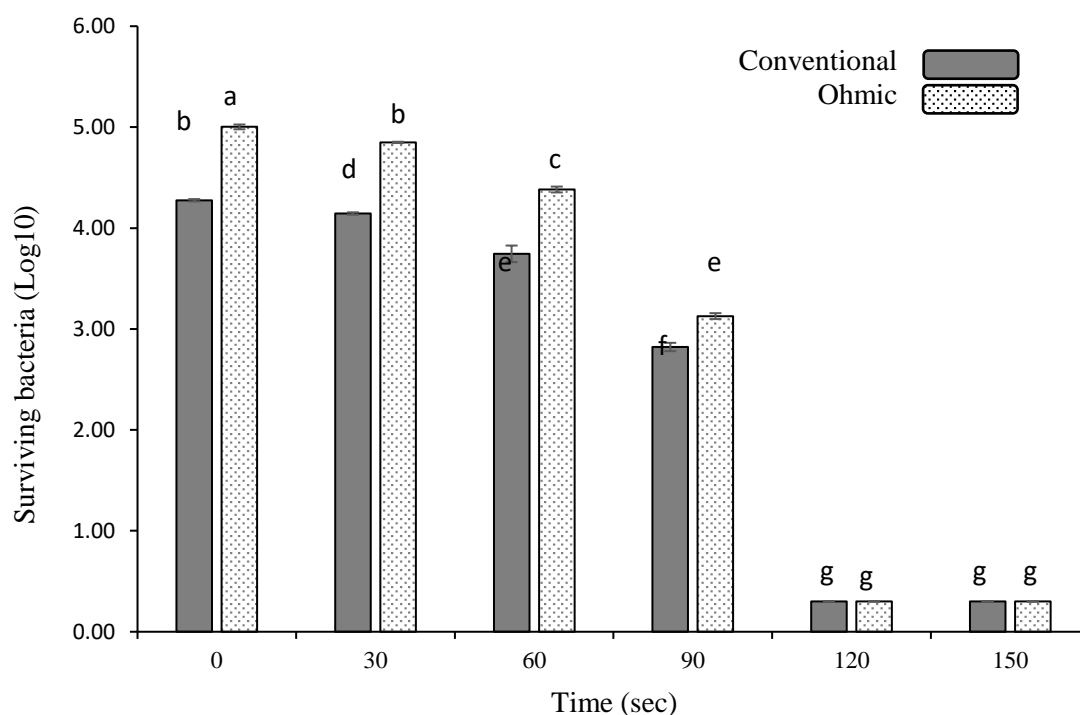 6.00
5.00
4.00
3.00
2.00
1.00
0.00
Surviving bacteria (Log10)
Conventional
Ohmic
b
a
d
b
e
c
f
e
g
g
g
g
0
30
60
90
120
150
Time (sec)